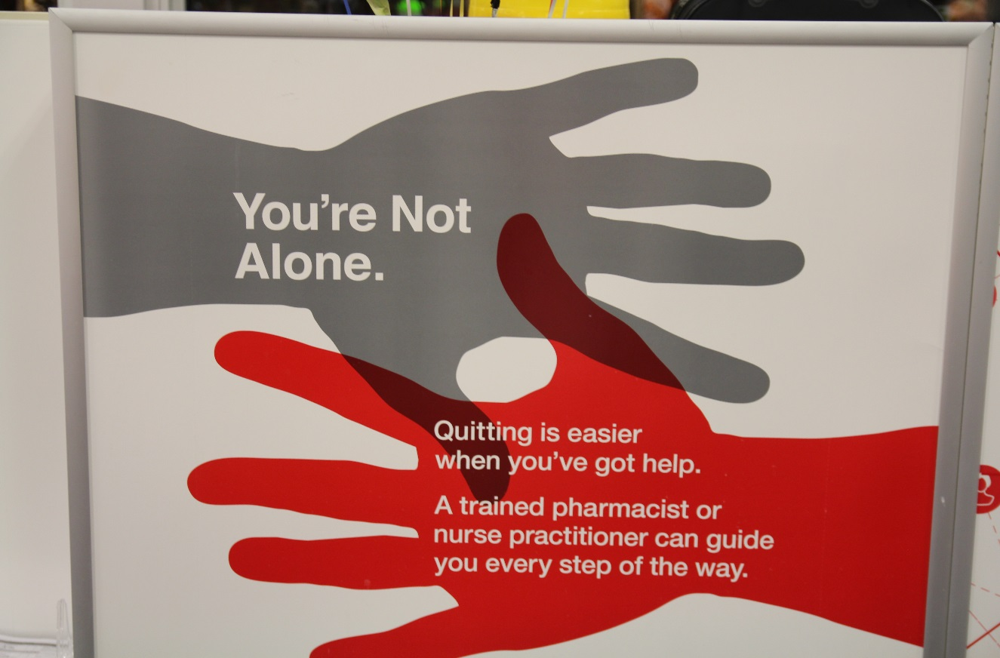 You're Not
Alone.
Quitting is easier
when you've got help.
A trained pharmacist or
nurse practitioner can guide
you every step of the way.